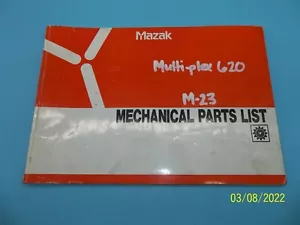 Mazak
Multi-plex 620
M-23
MECHANICAL PARTS LIST
03/08/2022